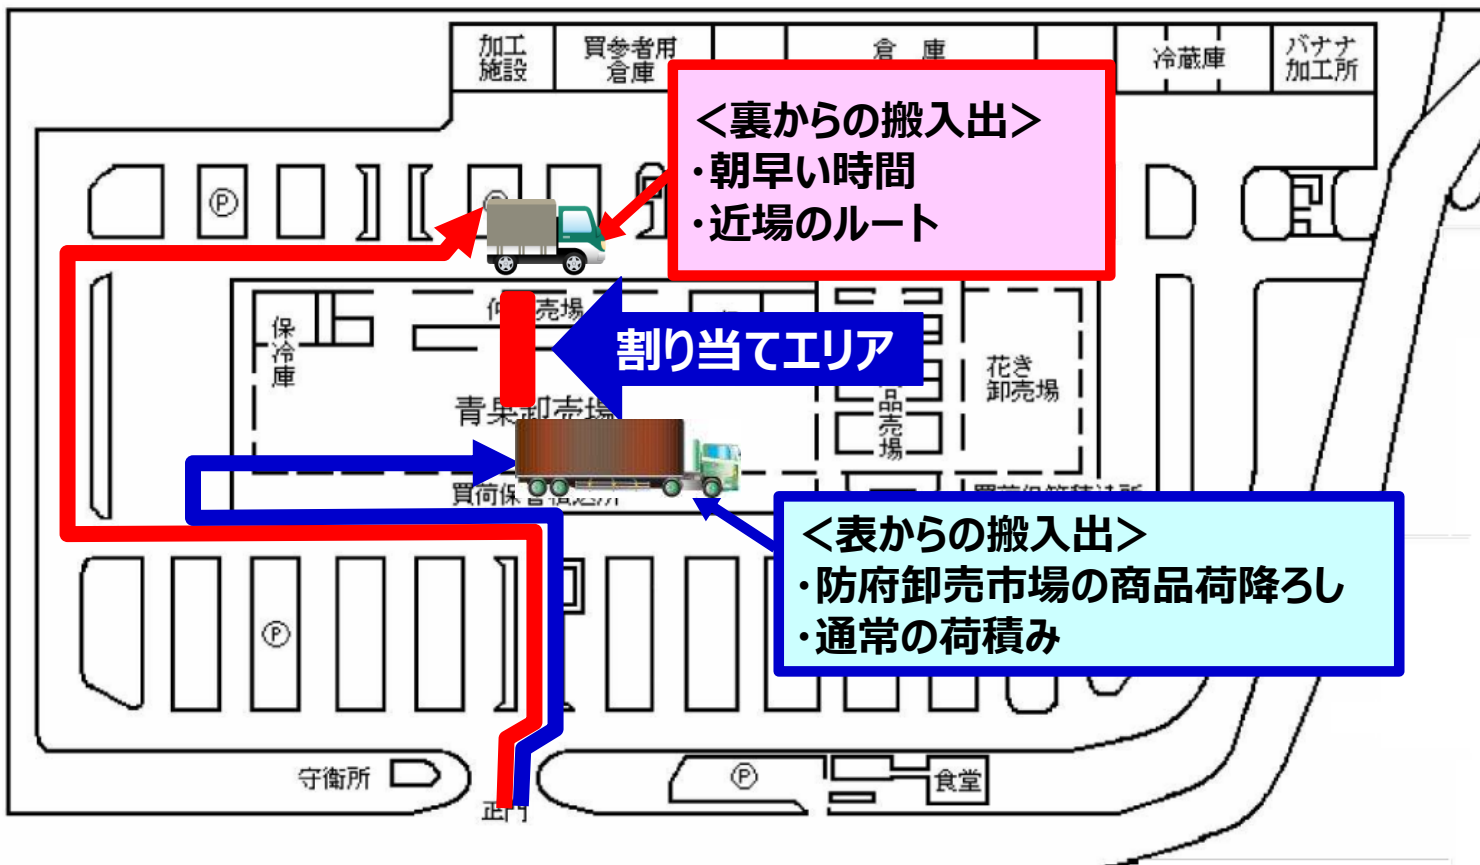 加工
施設
買参者用
倉庫
倉 庫
冷蔵庫
バナナ
加工所
＜裏からの搬入出＞
・朝早い時間
・近場のルート
Ⓟ
売場
保冷庫
割り当てエリア
花き
卸売場
青果卸売場
品売場
買荷保
＜表からの搬入出＞
・防府卸売市場の商品荷降ろし
・通常の荷積み
Ⓟ
守衛所
Ⓟ
食堂
正門